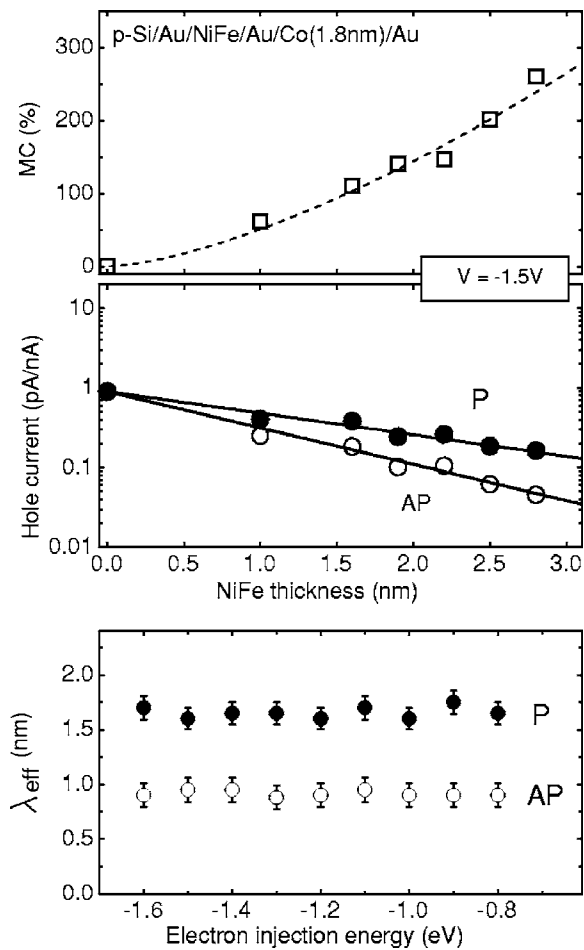 p-Si/Au/NiFe/Au/Co(1.8nm)/Au
300
200
100
0
MC (%)
V = -1.5V
10
1
0.1
0.01
Hole current (pA/nA)
P
AP
0.0 0.5 1.0 1.5 2.0 2.5 3.0
NiFe thickness (nm)
2.0
1.5
1.0
0.5
0.0
λeff (nm)
P
AP
-1.6 -1.4 -1.2 -1.0 -0.8
Electron injection energy (eV)